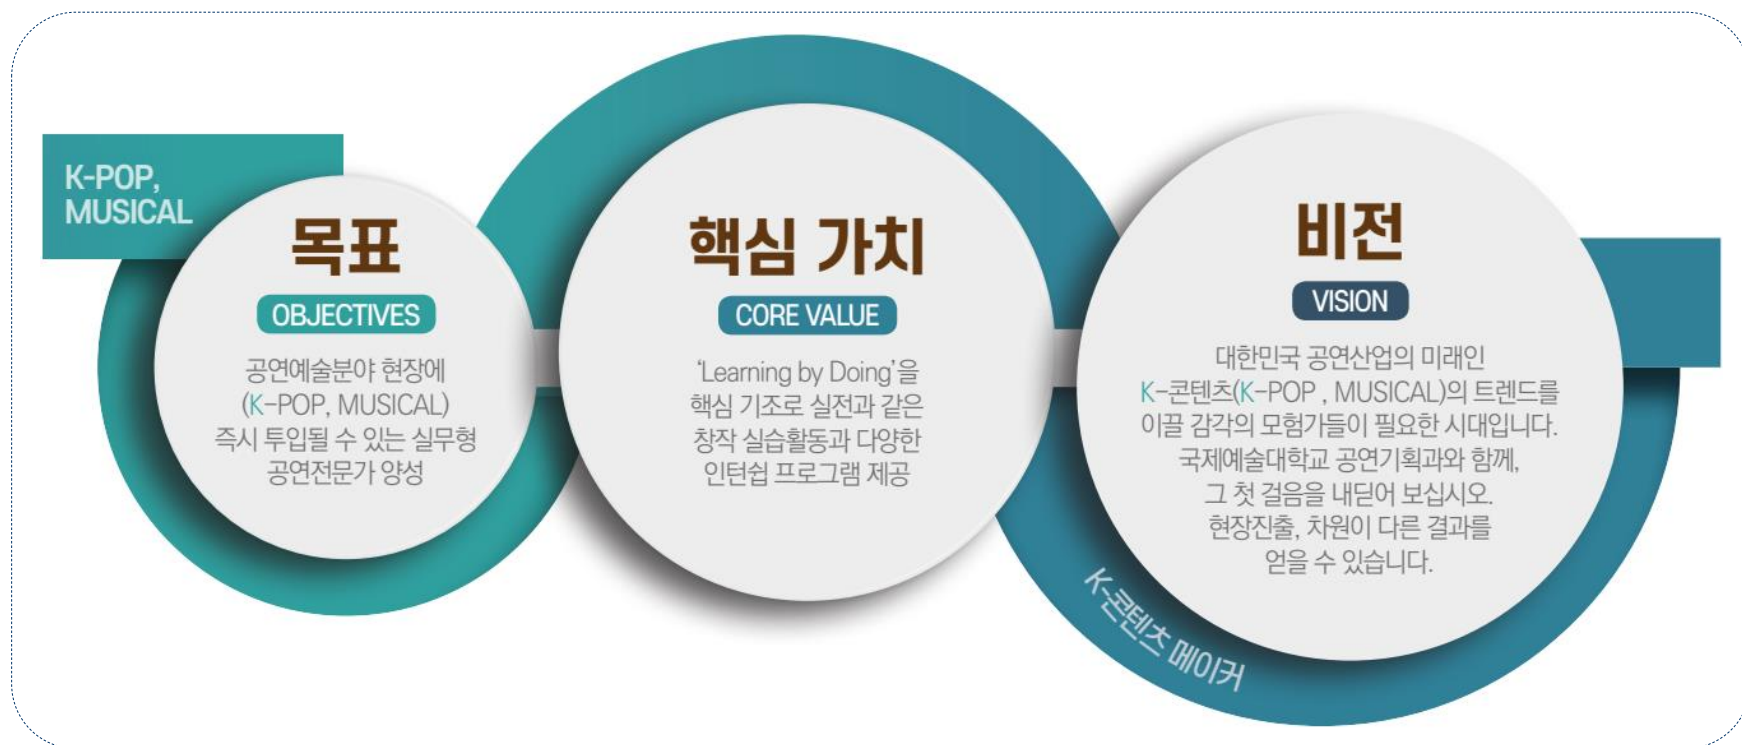 K-POP,
MUSICAL
목표
OBJECTIVES
공연예술분야 현장에
(K-POP, MUSICAL)
즉시 투입될 수 있는 실무형
공연전문가 양성
핵심 가치
CORE VALUE
‘Learning by Doing’을
핵심 기조로 실전과 같은
창작 실습활동과 다양한
인턴쉽 프로그램 제공
비전
VISION
대한민국 공연산업의 미래인
K-콘텐츠(K-POP , MUSICAL)의 트렌드를
이끌 감각의 모험가들이 필요한 시대입니다.
국제예술대학교 공연기획과와 함께,
그 첫 걸음을 내딛어 보십시오.
현장진출, 차원이 다른 결과를
얻을 수 있습니다.
K-콘텐츠 메이커